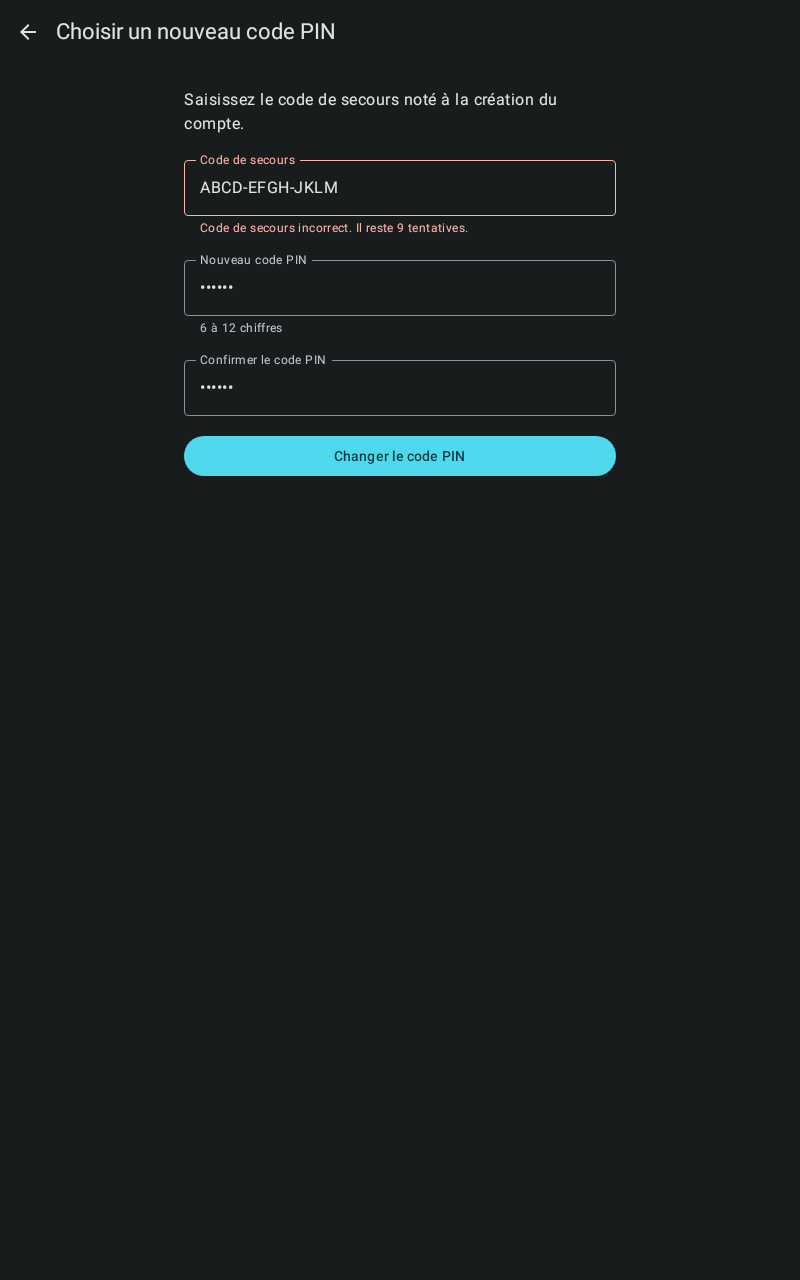 Choisir un nouveau code PIN
Saisissez le code de secours noté à la création du
compte.
Code de secours
ABCD-EFGH-JKLM
Code de secours incorrect. Il reste 9 tentatives.
Nouveau code PIN
••••••
6 à 12 chiffres
Confirmer le code PIN
••••••
Changer le code PIN